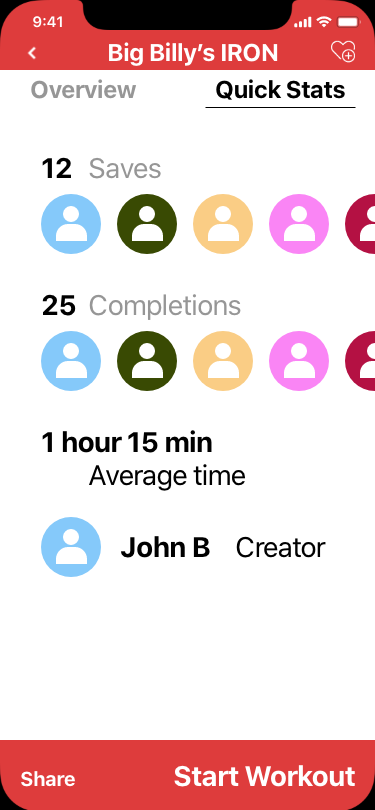 9:41
Big Billy’s IRON
Overview Quick Stats
12 Saves
25 Completions
1 hour 15 min
Average time
John B Creator
Share Start Workout